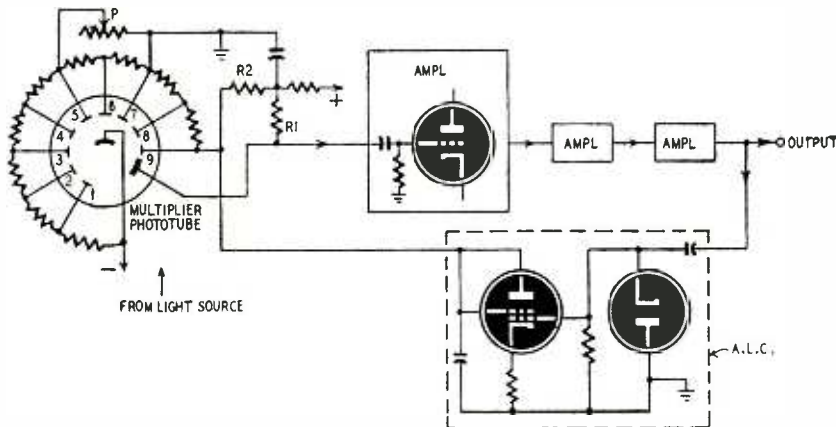 P
R2
R1
+
AMPL
AMPL
AMPL
OUTPUT
5
6
7
4
8
3
9
2
1
MULTIPLIER
PHOTOTUBE
−
FROM LIGHT SOURCE
A.L.C.